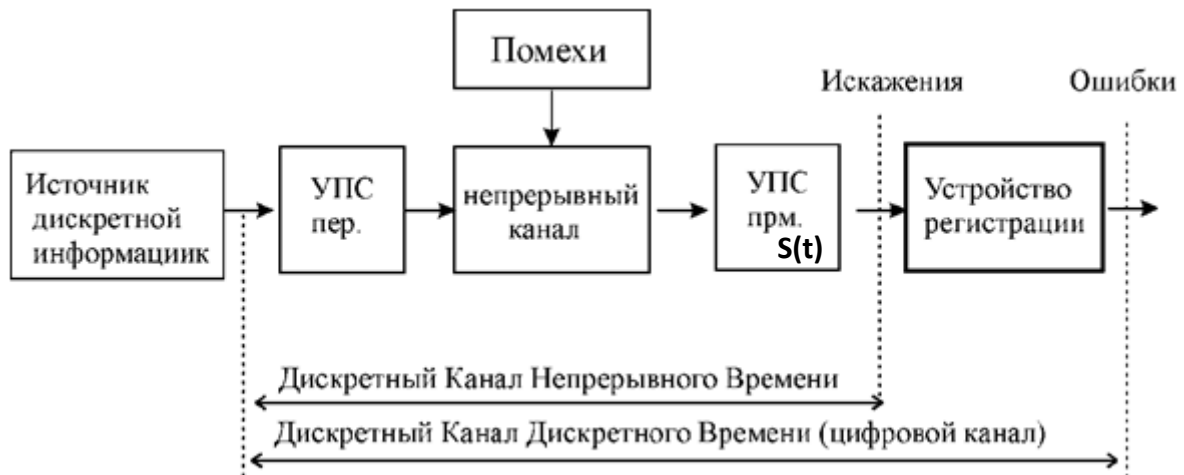 Помехи
Искажения
Ошибки
Источник
дискретной
информациик
УПС
пер.
непрерывный
канал
УПС
прм.
S(t)
Устройство
регистрации
Дискретный Канал Непрерывного Времени
Дискретный Канал Дискретного Времени (цифровой канал)